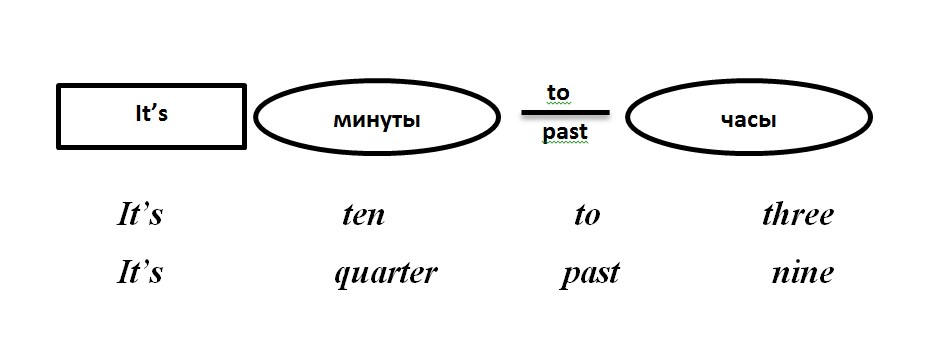 It's минуты to часы
past
It's ten to three
It's quarter past nine